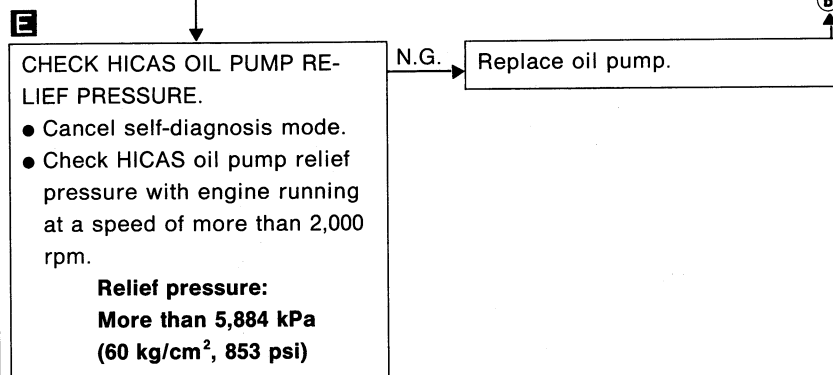 B
E
CHECK HICAS OIL PUMP RE-
LIEF PRESSURE.
● Cancel self-diagnosis mode.
● Check HICAS oil pump relief
pressure with engine running
at a speed of more than 2,000
rpm.
Relief pressure:
More than 5,884 kPa
(60 kg/cm², 853 psi)
N.G.
Replace oil pump.